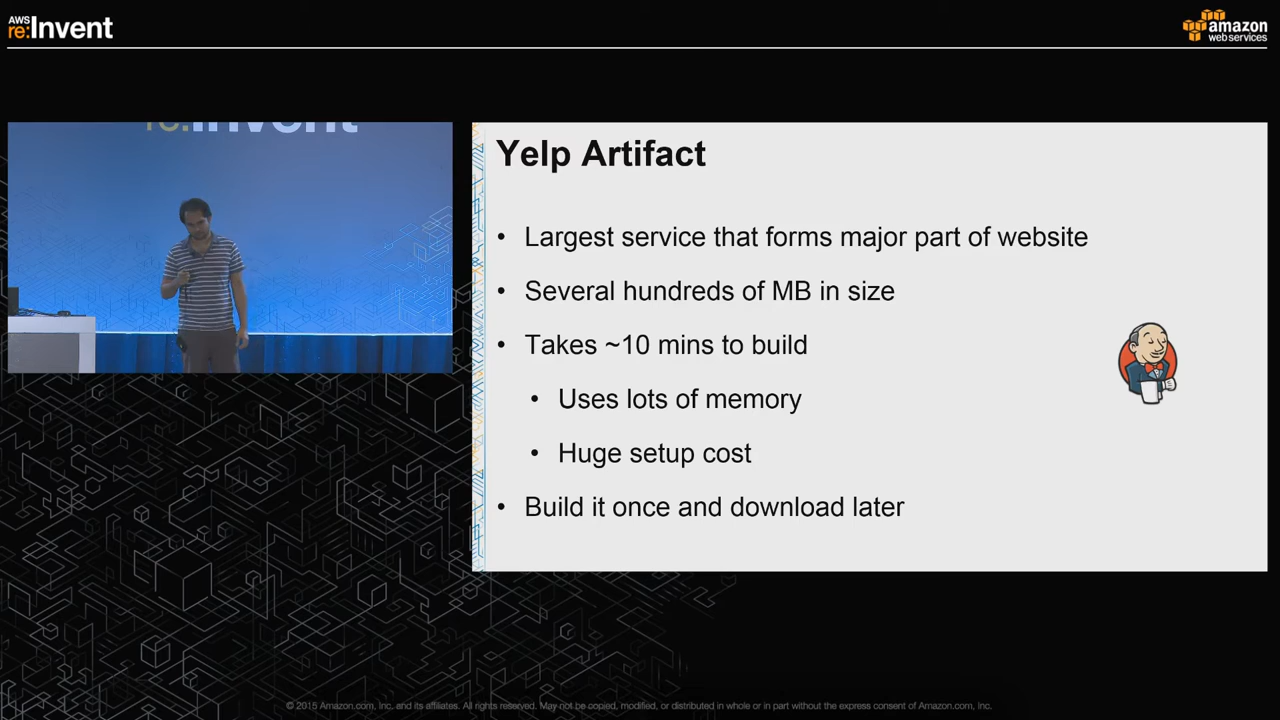 AWS
re:Invent
amazon
web services
re:Invent
Yelp Artifact
• Largest service that forms major part of website
• Several hundreds of MB in size
• Takes ~10 mins to build
• Uses lots of memory
• Huge setup cost
• Build it once and download later
© 2015 Amazon.com, Inc. and its affiliates. All rights reserved. May not be copied, modified, or distributed in whole or in part without the express consent of Amazon.com, Inc.